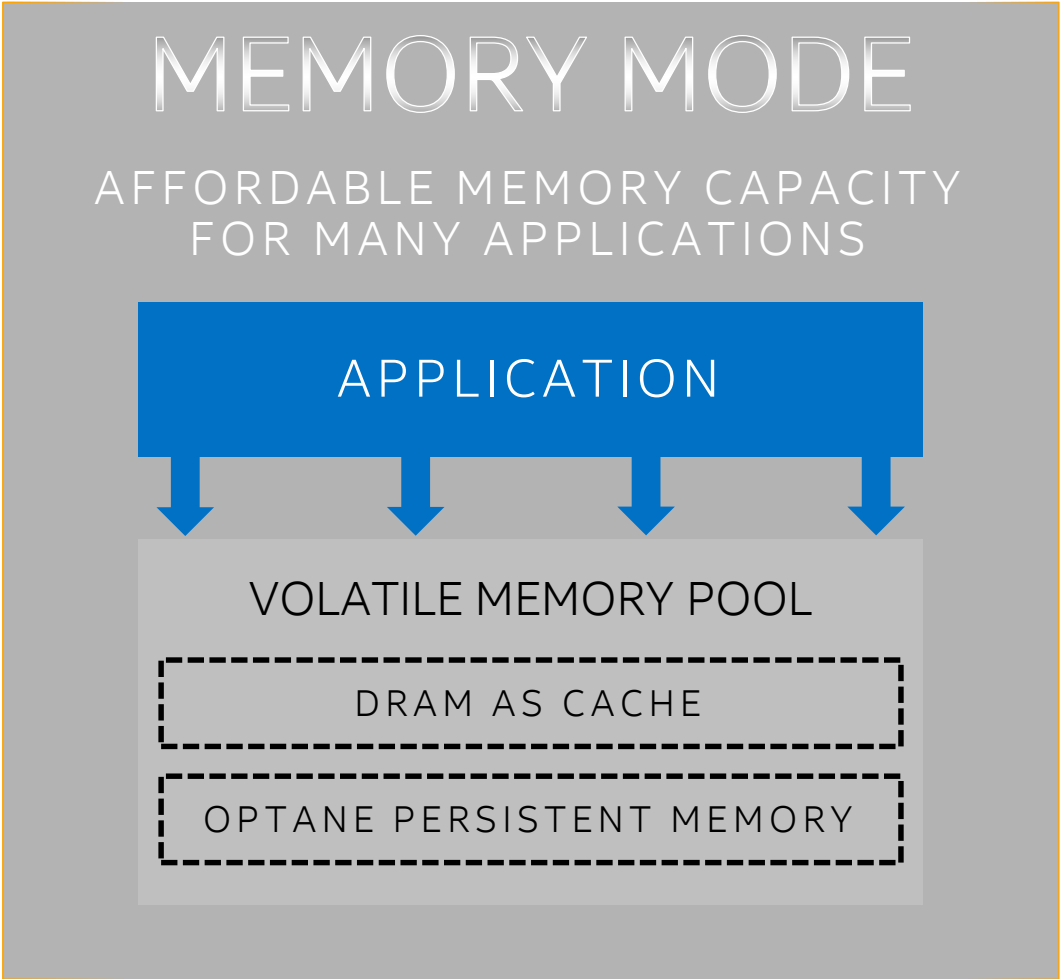 MEMORY MODE
AFFORDABLE MEMORY CAPACITY
FOR MANY APPLICATIONS
APPLICATION
VOLATILE MEMORY POOL
DRAM AS CACHE
OPTANE PERSISTENT MEMORY